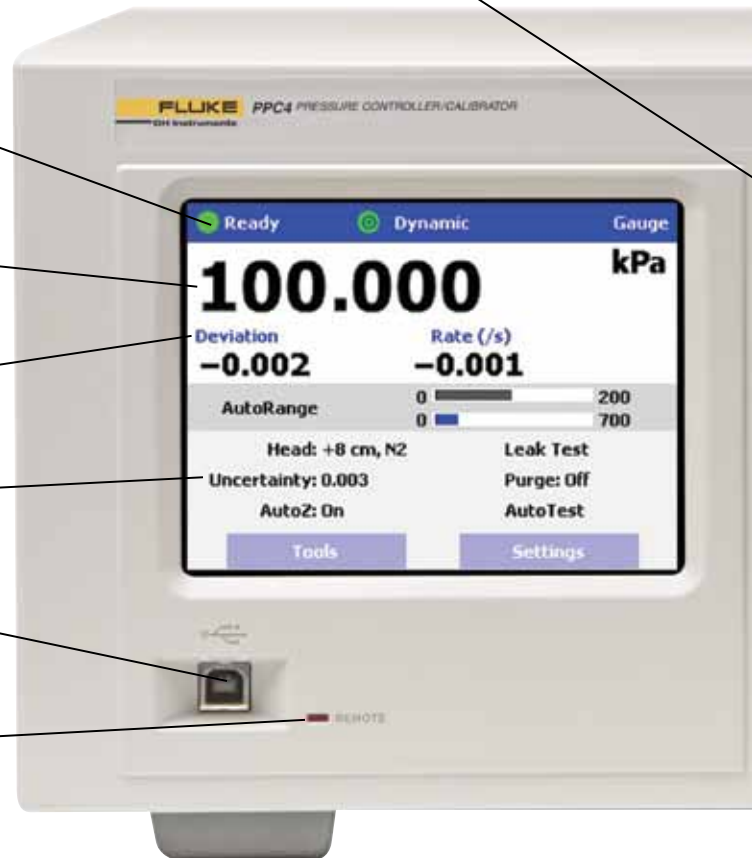 FLUKE PPC4 PRESSURE CONTROLLER/CALIBRATOR
DH Instruments
Ready Dynamic Gauge
100.000 kPa
Deviation Rate (/s)
−0.002 −0.001
AutoRange 0 200
0 700
Head: +8 cm, N2 Leak Test
Uncertainty: 0.003 Purge: Off
AutoZ: On AutoTest
Tools Settings
REMOTE